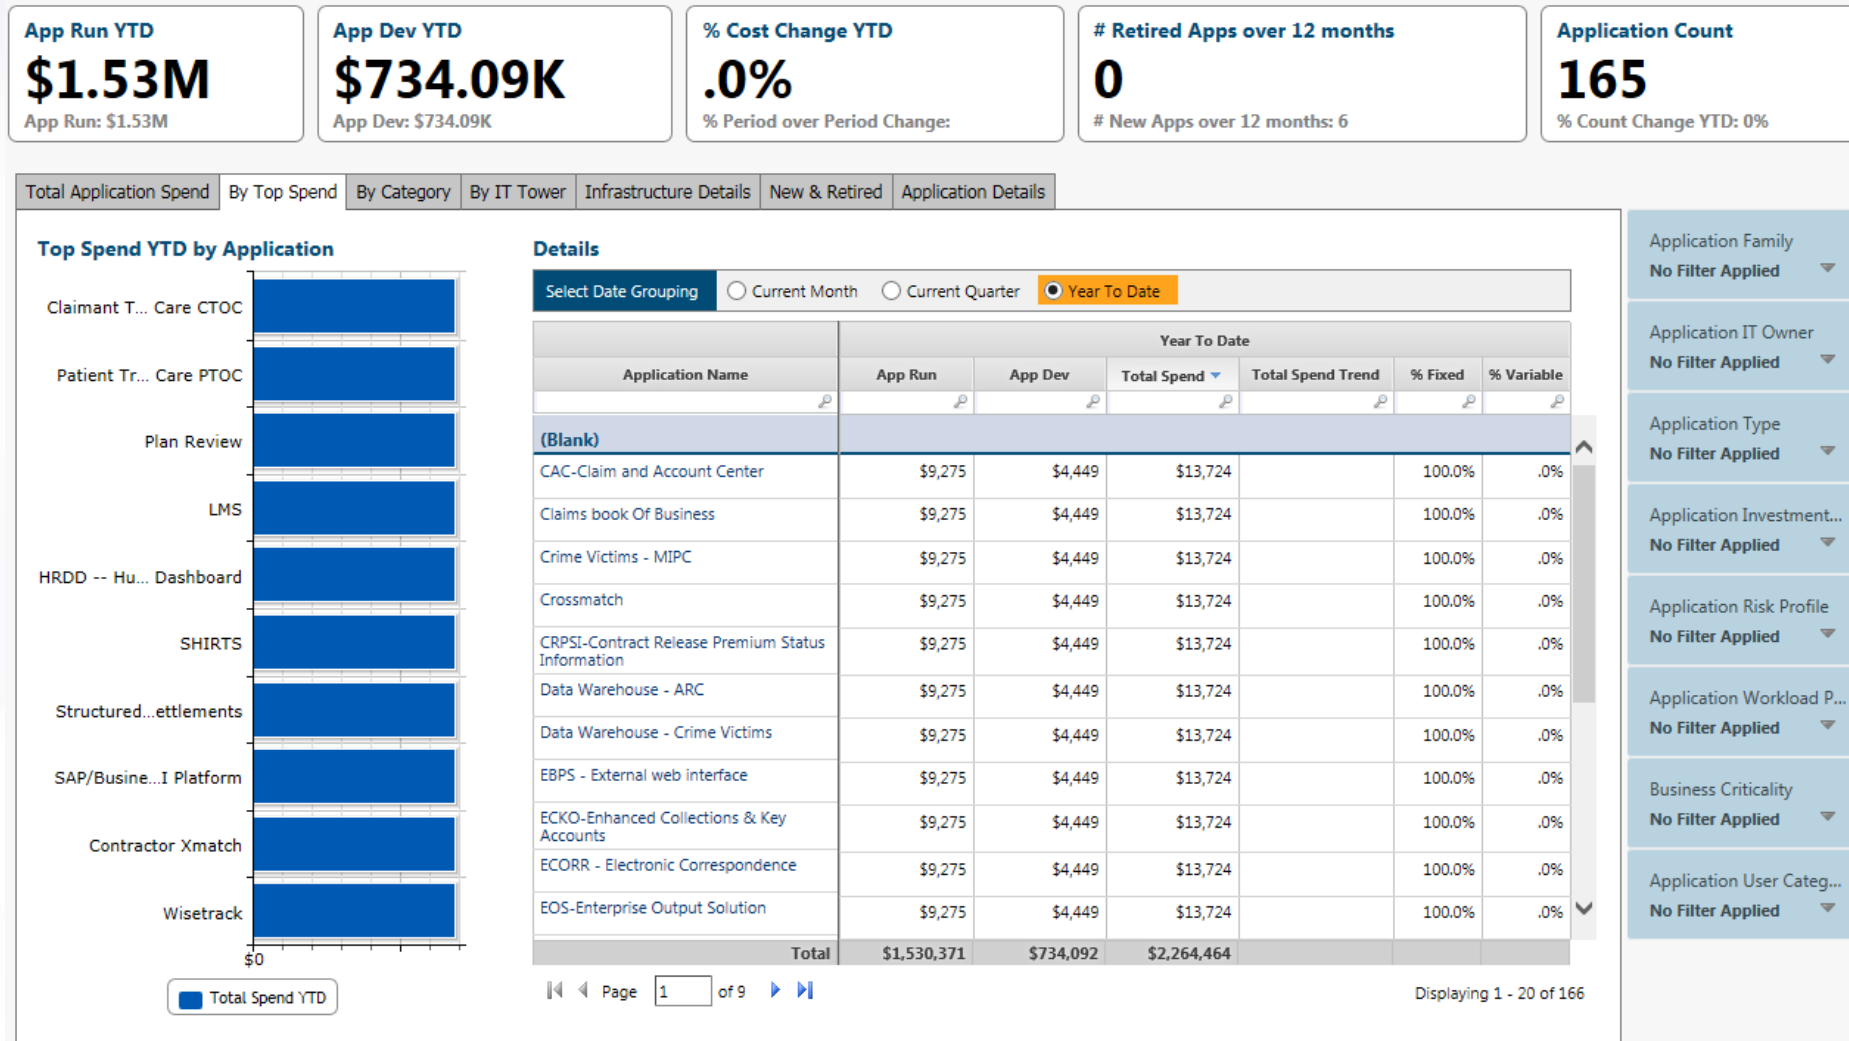 App Run YTD
$1.53M
App Run: $1.53M
App Dev YTD
$734.09K
App Dev: $734.09K
% Cost Change YTD
.0%
% Period over Period Change:
# Retired Apps over 12 months
0
# New Apps over 12 months: 6
Application Count
165
% Count Change YTD: 0%
Total Application Spend By Top Spend By Category By IT Tower Infrastructure Details New & Retired Application Details
Top Spend YTD by Application
Claimant T... Care CTOC
Patient Tr... Care PTOC
Plan Review
LMS
HRDD -- Hu... Dashboard
SHIRTS
Structured...ettlements
SAP/Busine...I Platform
Contractor Xmatch
Wisetrack
$0
Total Spend YTD
Details
Select Date Grouping Current Month Current Quarter Year To Date
Year To Date
Application Name App Run App Dev Total Spend Total Spend Trend % Fixed % Variable
(Blank)
CAC-Claim and Account Center $9,275 $4,449 $13,724 100.0% .0%
Claims book Of Business $9,275 $4,449 $13,724 100.0% .0%
Crime Victims - MIPC $9,275 $4,449 $13,724 100.0% .0%
Crossmatch $9,275 $4,449 $13,724 100.0% .0%
CRPSI-Contract Release Premium Status
Information $9,275 $4,449 $13,724 100.0% .0%
Data Warehouse - ARC $9,275 $4,449 $13,724 100.0% .0%
Data Warehouse - Crime Victims $9,275 $4,449 $13,724 100.0% .0%
EBPS - External web interface $9,275 $4,449 $13,724 100.0% .0%
ECKO-Enhanced Collections & Key
Accounts $9,275 $4,449 $13,724 100.0% .0%
ECORR - Electronic Correspondence $9,275 $4,449 $13,724 100.0% .0%
EOS-Enterprise Output Solution $9,275 $4,449 $13,724 100.0% .0%
Total $1,530,371 $734,092 $2,264,464
Page 1 of 9
Displaying 1 - 20 of 166
Application Family
No Filter Applied
Application IT Owner
No Filter Applied
Application Type
No Filter Applied
Application Investment...
No Filter Applied
Application Risk Profile
No Filter Applied
Application Workload P...
No Filter Applied
Business Criticality
No Filter Applied
Application User Categ...
No Filter Applied